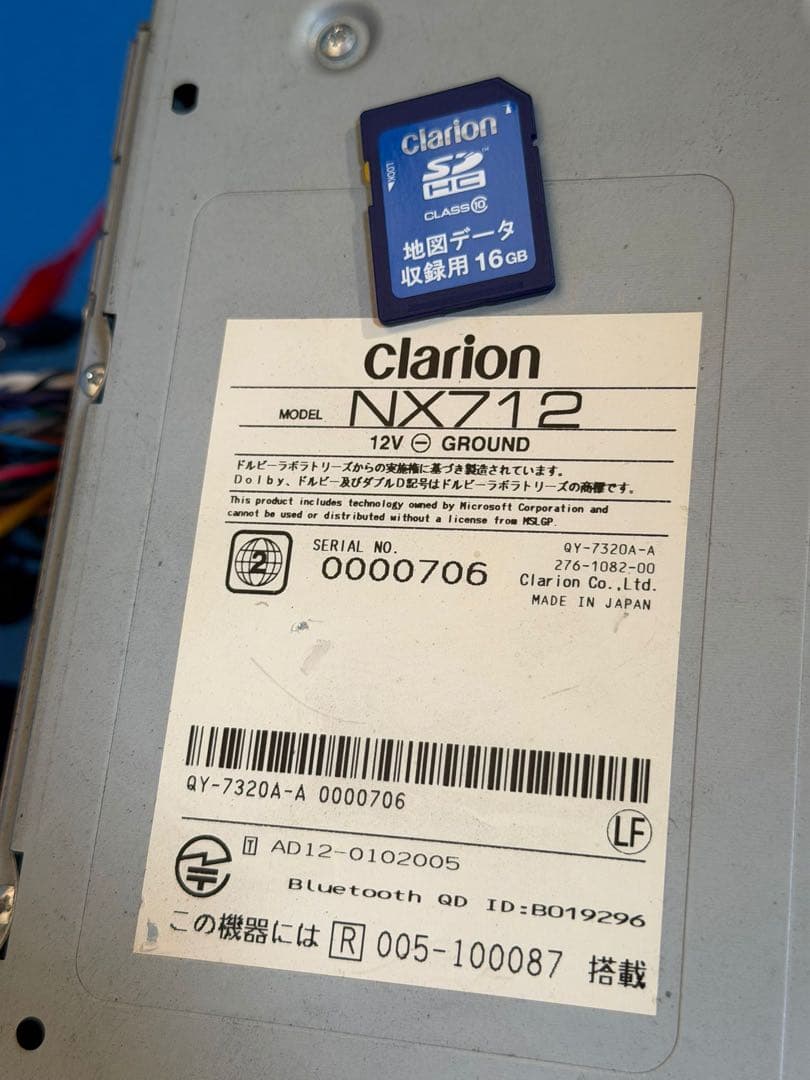 clarion
LOCK
SD
HC
CLASS 10
地図データ
収録用 16GB
clarion
MODEL NX712
12V ⊖ GROUND
ドルビーラボラトリーズからの実施権に基づき製造されています。
Dolby、ドルビー及びダブルD記号はドルビーラボラトリーズの商標です。
This product includes technology owned by Microsoft Corporation and
cannot be used or distributed without a license from MSLGP.
2
SERIAL NO.
0000706
QY-7320A-A
276-1082-00
Clarion Co.,Ltd.
MADE IN JAPAN
QY-7320A-A 0000706
LF
T AD12-0102005
Bluetooth QD ID:B019296
この機器には R 005-100087 搭載